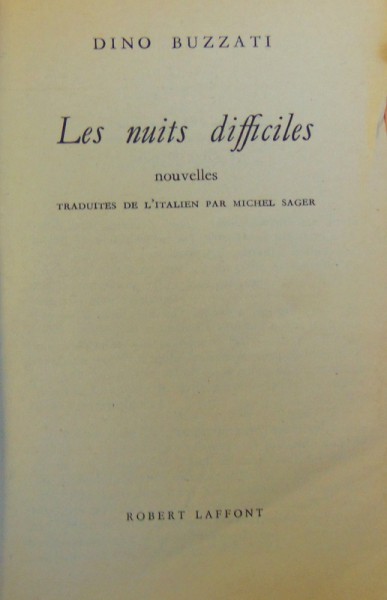 DINO BUZZATI
Les nuits difficiles
nouvelles
TRADUITES DE L'ITALIEN PAR MICHEL SAGER
ROBERT LAFFONT